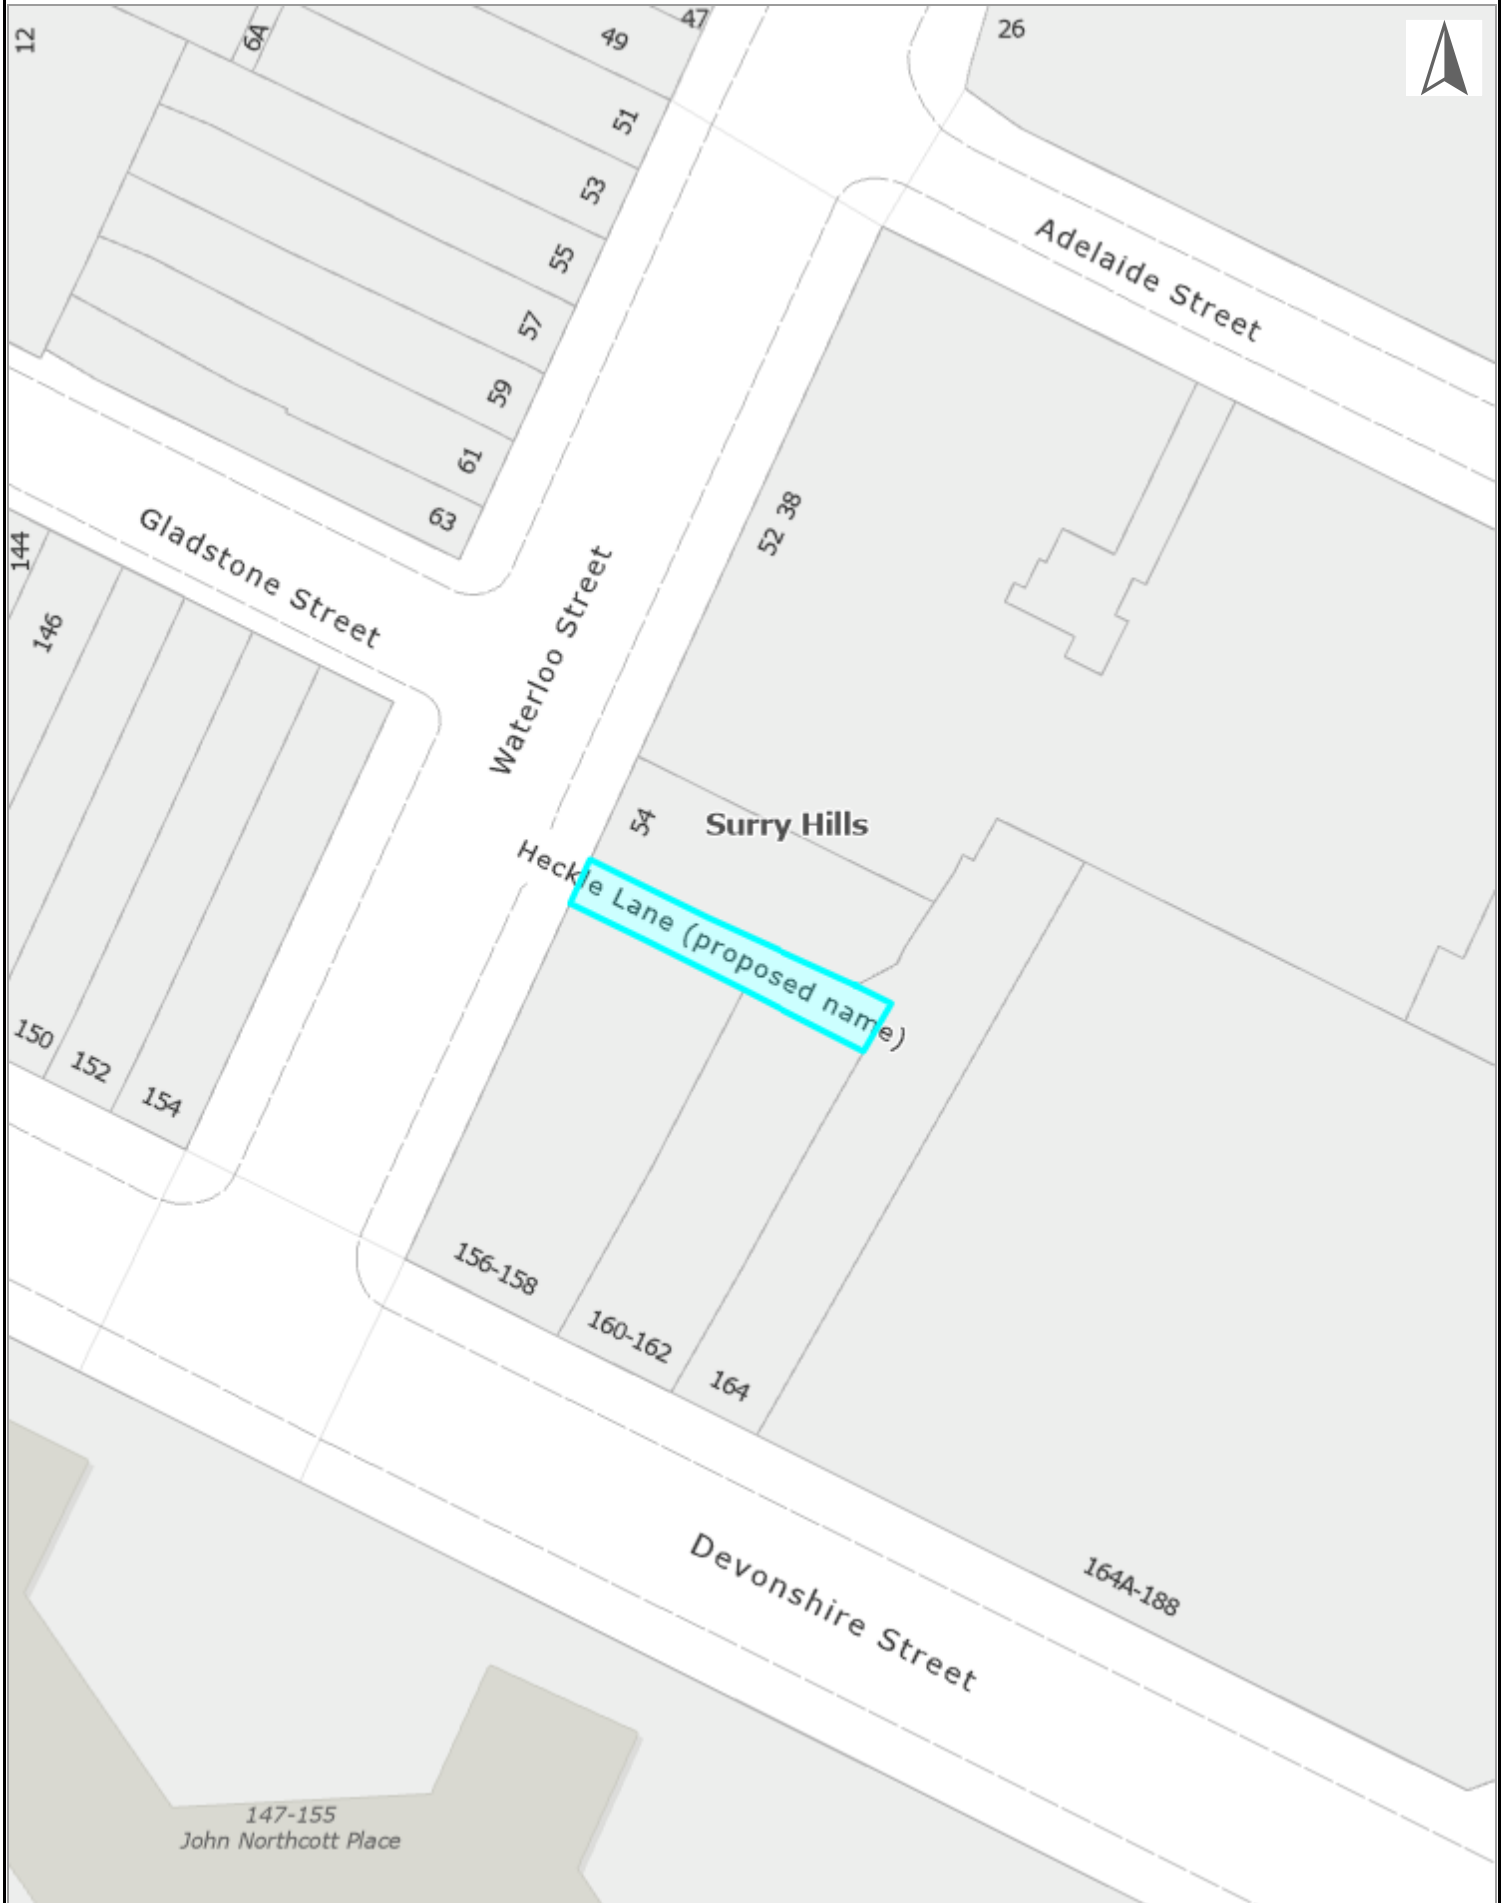 12
6A
49
47
26
51
53
55
57
59
61
63
Adelaide Street
38
52
Gladstone Street
144
146
Waterloo Street
54
Surry Hills
Heckle Lane (proposed name)
150
152
154
156-158
160-162
164
164A-188
Devonshire Street
147-155
John Northcott Place